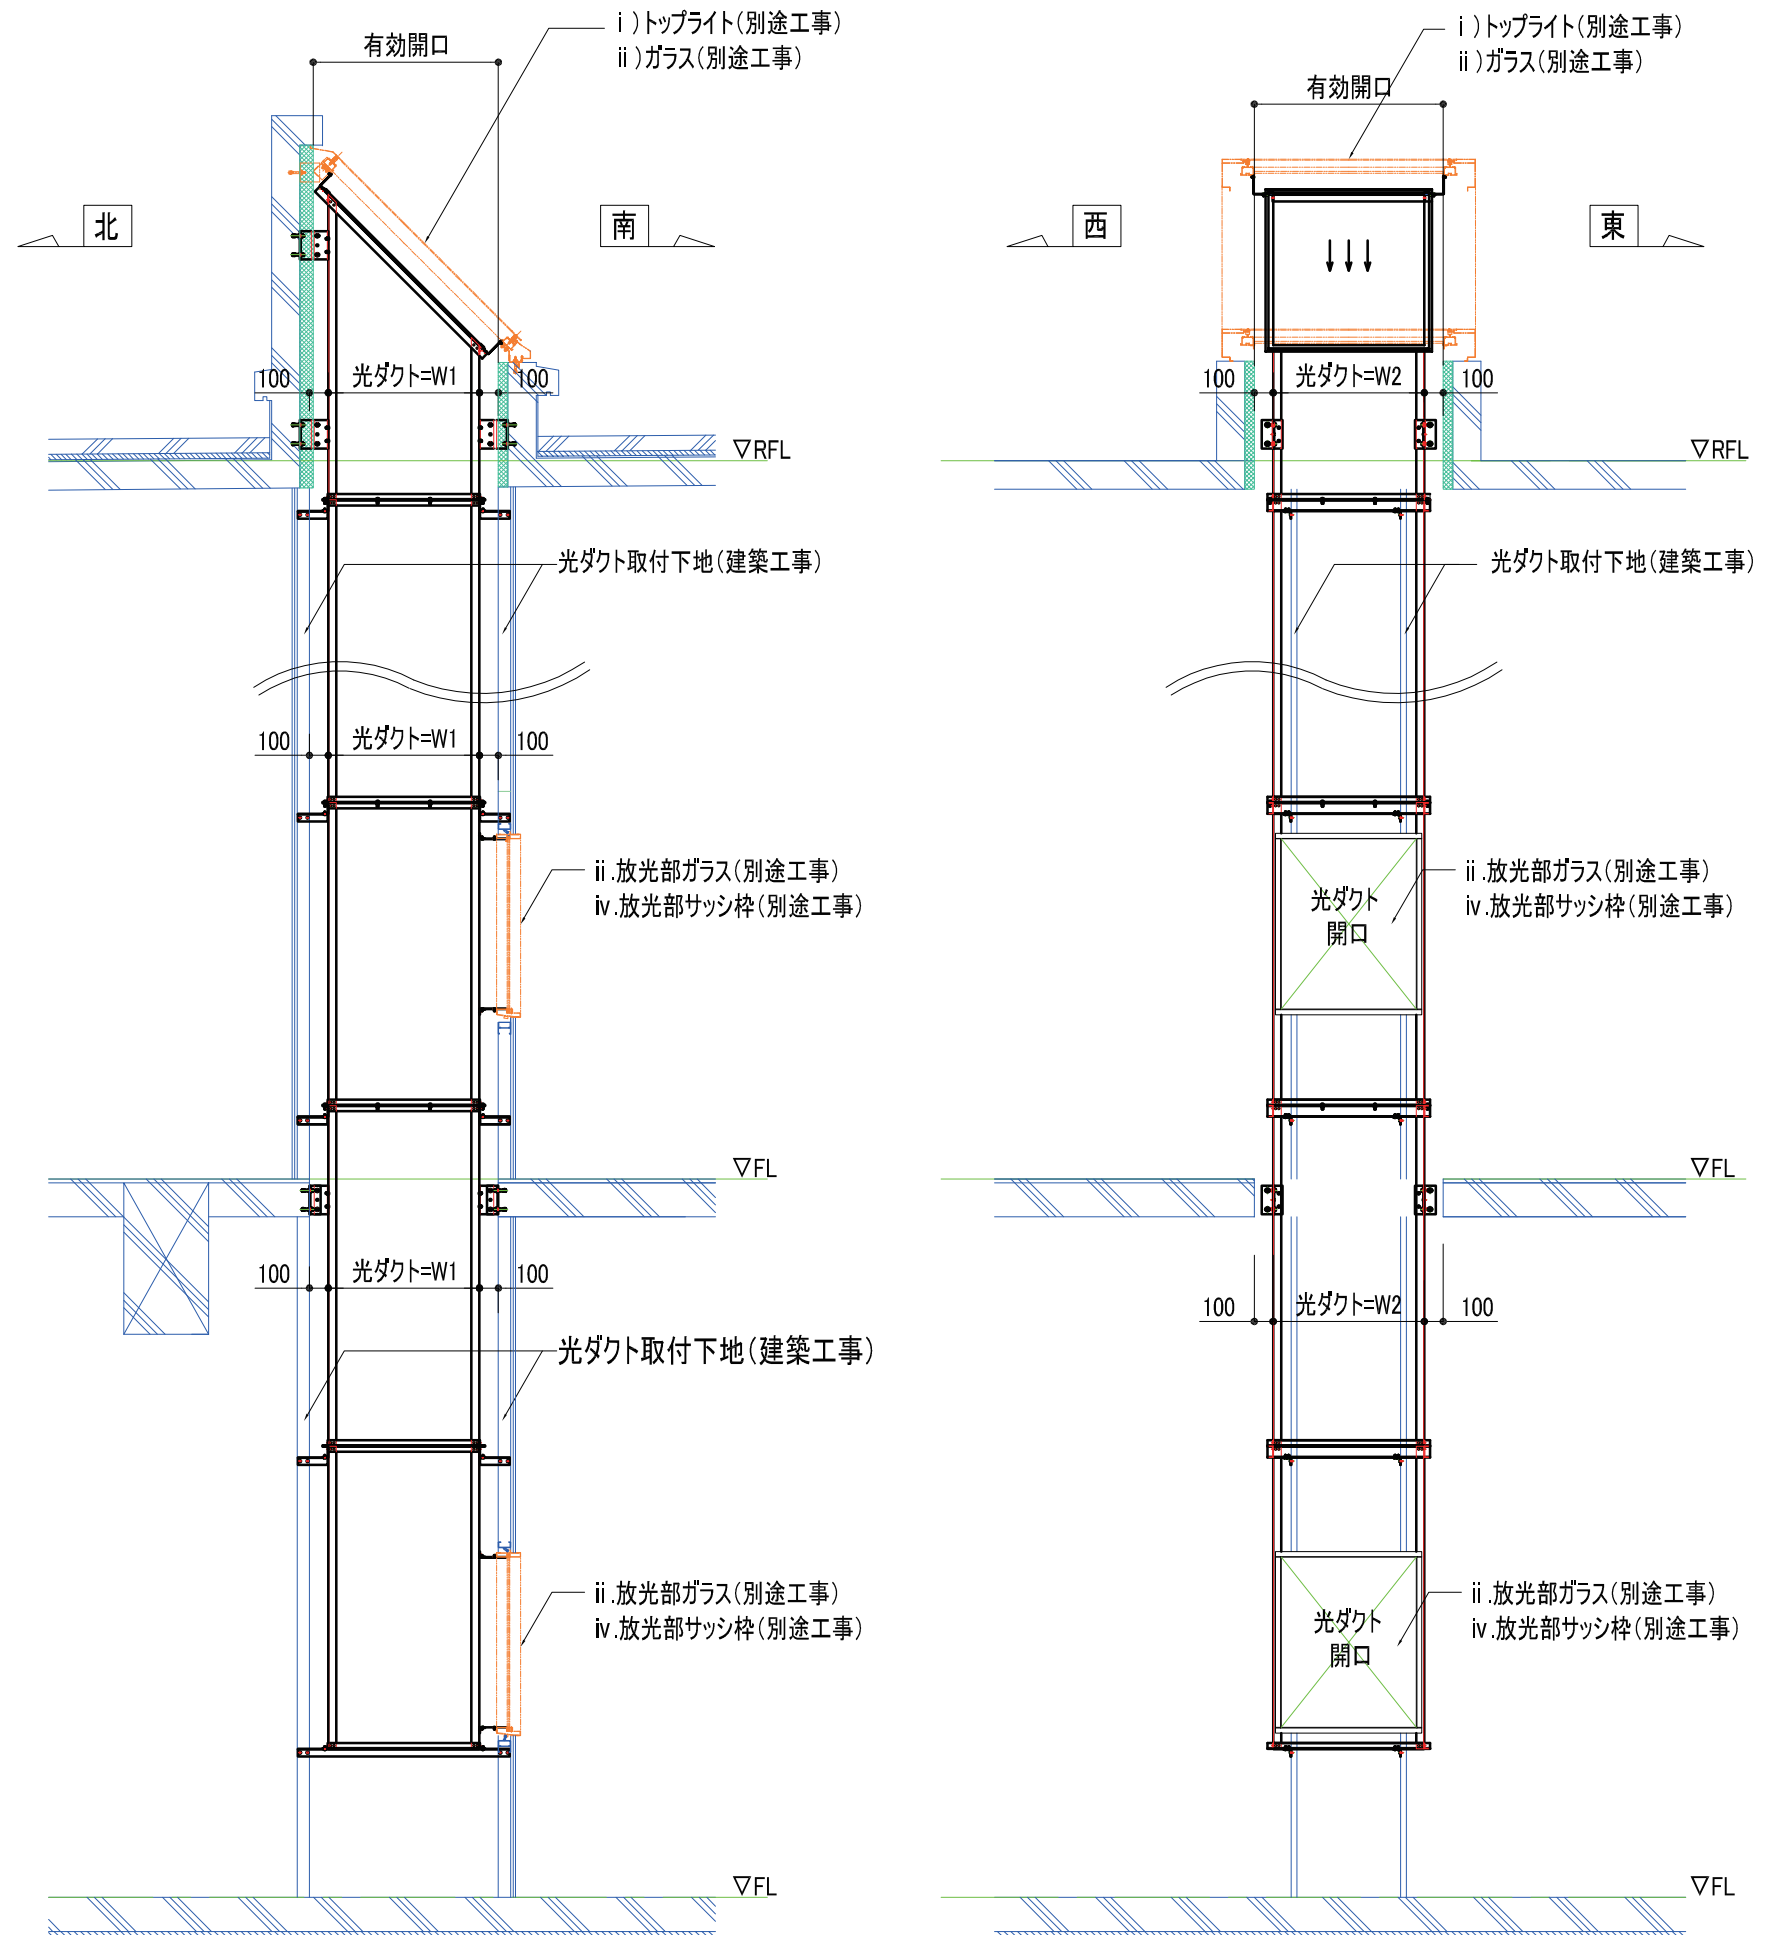 有効開口
i)トップライト(別途工事)
ii)ガラス(別途工事)
北
南
100
光ダクト=W1
100
▽RFL
光ダクト取付下地(建築工事)
100
光ダクト=W1
100
ii.放光部ガラス(別途工事)
iv.放光部サッシ枠(別途工事)
▽FL
100
光ダクト=W1
100
光ダクト取付下地(建築工事)
ii.放光部ガラス(別途工事)
iv.放光部サッシ枠(別途工事)
▽FL
i)トップライト(別途工事)
ii)ガラス(別途工事)
有効開口
西
東
100
光ダクト=W2
100
▽RFL
光ダクト取付下地(建築工事)
ii.放光部ガラス(別途工事)
iv.放光部サッシ枠(別途工事)
光ダクト
開口
▽FL
100
光ダクト=W2
100
ii.放光部ガラス(別途工事)
iv.放光部サッシ枠(別途工事)
光ダクト
開口
▽FL